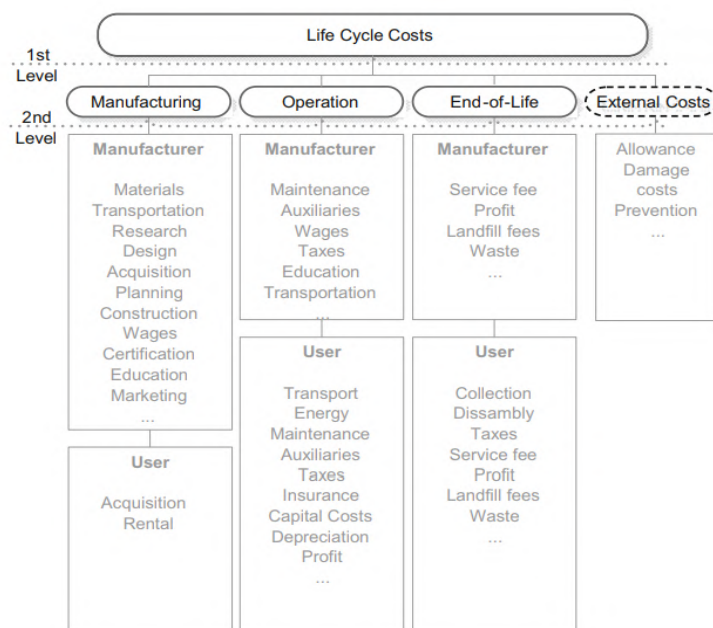 Life Cycle Costs
1st
Level
Manufacturing
Operation
End-of-Life
External Costs
2nd
Level
Manufacturer
Materials
Transportation
Research
Design
Acquisition
Planning
Construction
Wages
Certification
Education
Marketing
...
User
Acquisition
Rental
Manufacturer
Maintenance
Auxiliaries
Wages
Taxes
Education
Transportation
...
User
Transport
Energy
Maintenance
Auxiliaries
Taxes
Insurance
Capital Costs
Depreciation
Profit
...
Manufacturer
Service fee
Profit
Landfill fees
Waste
...
User
Collection
Dissambly
Taxes
Service fee
Profit
Landfill fees
Waste
...
Allowance
Damage
costs
Prevention
...